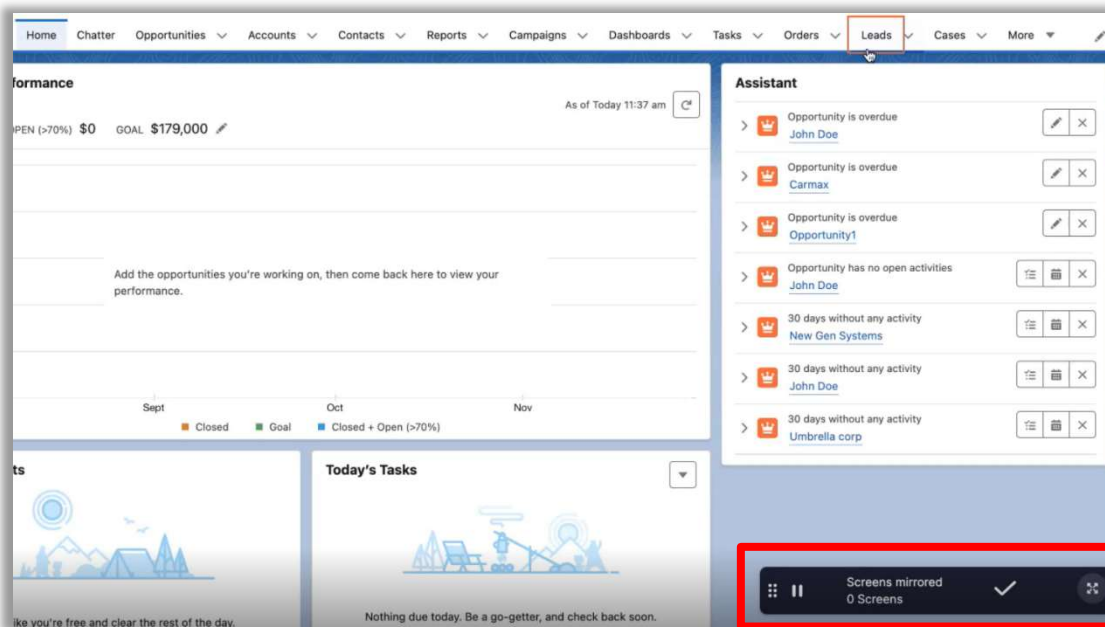 Home Chatter Opportunities Accounts Contacts Reports Campaigns Dashboards Tasks Orders Leads Cases More
formance
As of Today 11:37 am
PEN (>70%) $0 GOAL $179,000
Add the opportunities you're working on, then come back here to view your
performance.
Sept Oct Nov
Closed Goal Closed + Open (>70%)
Assistant
Opportunity is overdue
John Doe
Opportunity is overdue
Carmax
Opportunity is overdue
Opportunity1
Opportunity has no open activities
John Doe
30 days without any activity
New Gen Systems
30 days without any activity
John Doe
30 days without any activity
Umbrella corp
ts
ike you're free and clear the rest of the day.
Today's Tasks
Nothing due today. Be a go-getter, and check back soon.
Screens mirrored
0 Screens